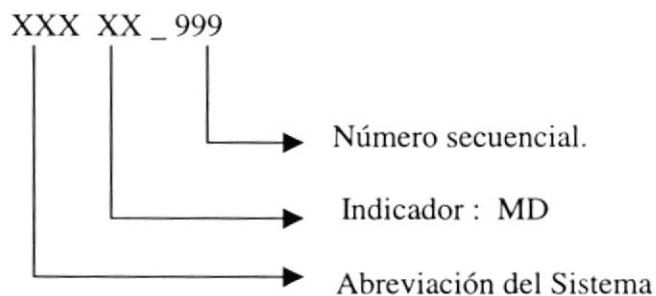 XXX XX _ 999
Número secuencial.
Indicador : MD
Abreviación del Sistema